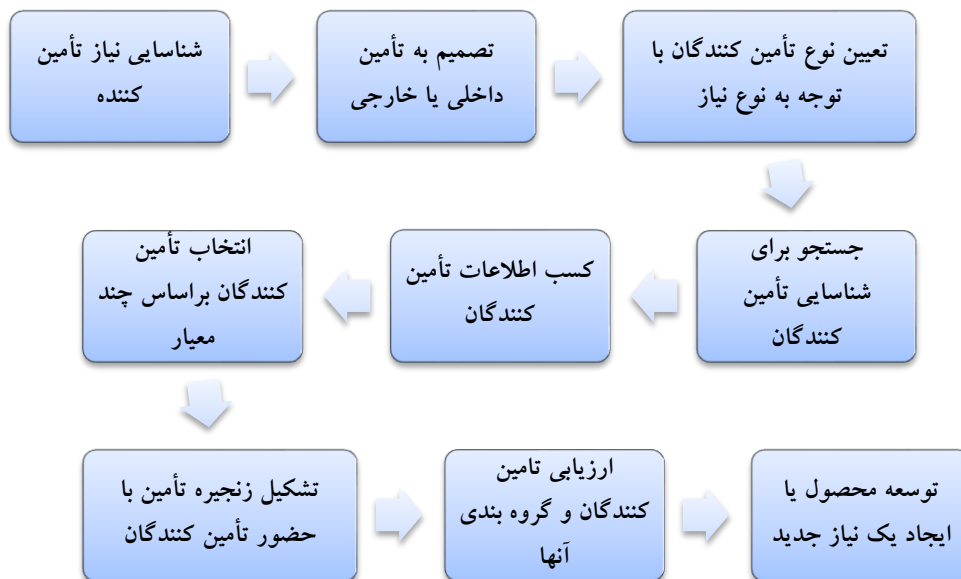 شناسایی نیاز تأمین
کننده
تصمیم به تأمین
داخلی یا خارجی
تعیین نوع تأمین کنندگان با
توجه به نوع نیاز
جستجو برای
شناسایی تأمین
کنندگان
کسب اطلاعات تأمین
کنندگان
انتخاب تأمین
کنندگان براساس چند
معیار
تشکیل زنجیره تأمین با
حضور تأمین کنندگان
ارزیابی تامین
کنندگان و گروه بندی
آنها
توسعه محصول یا
ایجاد یک نیاز جدید